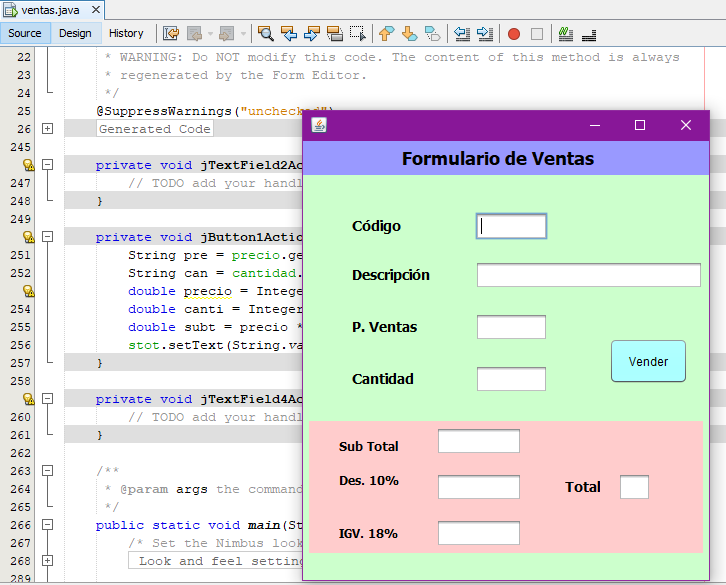 ventas.java
Source Design History
22 * WARNING: Do NOT modify this code. The content of this method is always
23 * regenerated by the Form Editor.
24 */
25 @SuppressWarnings("unchecked")
26 Generated Code
245
private void jTextField2Ac
247 // TODO add your handl
248 }
249
private void jButton1Actic
251 String pre = precio.ge
252 String can = cantidad.
double precio = Intege
254 double canti = Integer
255 double subt = precio *
256 stot.setText(String.va
257 }
258
private void jTextField4Ac
260 // TODO add your handl
261 }
262
263 /**
264 * @param args the command
265 */
266 public static void main(St
267 /* Set the Nimbus look
268 Look and feel settin
289
Formulario de Ventas
Código
Descripción
P. Ventas
Cantidad
Vender
Sub Total
Des. 10%
Total
IGV. 18%